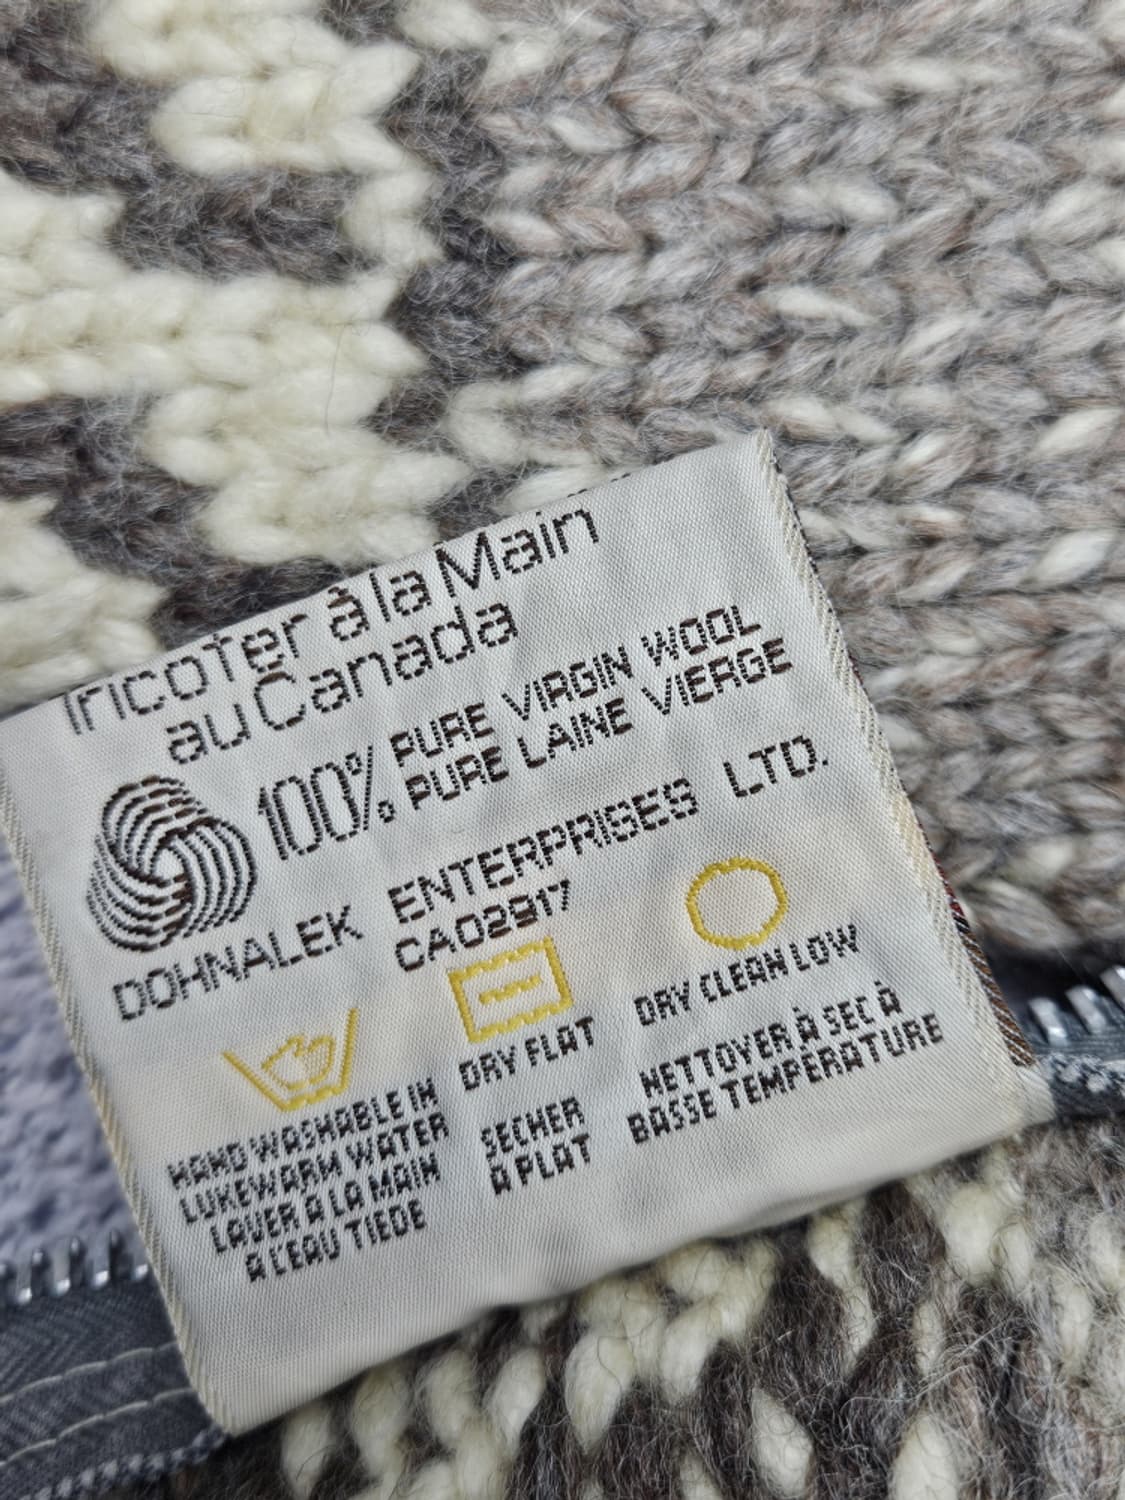 Tricoter à la Main
au Canada
100% PURE VIRGIN WOOL
PURE LAINE VIERGE
DOHNALEK ENTERPRISES LTD.
CA02917
HAND WASHABLE IN
LUKEWARM WATER
LAVER A LA MAIN
A L'EAU TIEDE
DRY FLAT
SECHER
A PLAT
DRY CLEAN LOW
NETTOYER À SEC À
BASSE TEMPÉRATURE